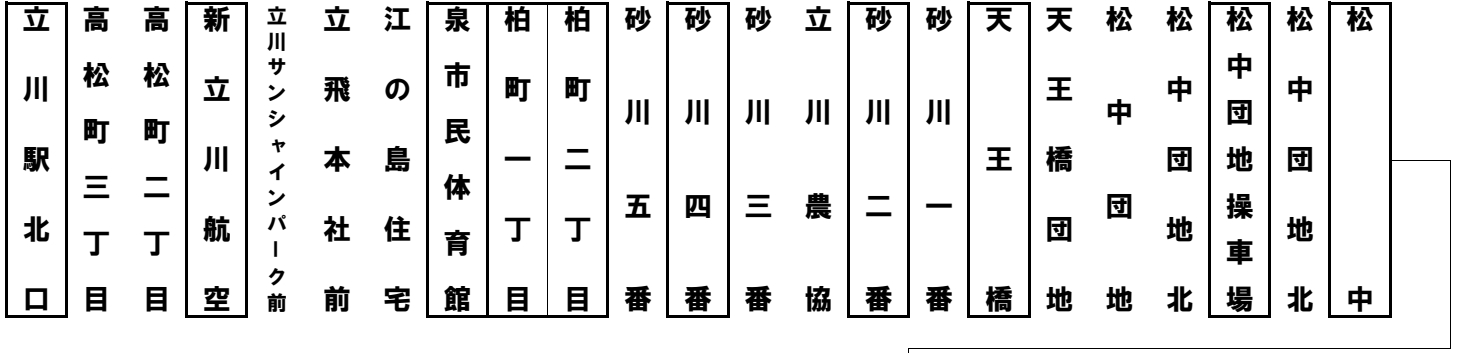 立川駅北口
高松町三丁目
高松町二丁目
新立川航空
立川サンシャインパーク前
立飛本社前
江の島住宅
泉市民体育館
柏町一丁目
柏町二丁目
砂川五番
砂川四番
砂川三番
立川農協
砂川二番
砂川一番
天王橋
天王橋団地
松中団地
松中団地北
松中団地操車場
松中団地北
松中